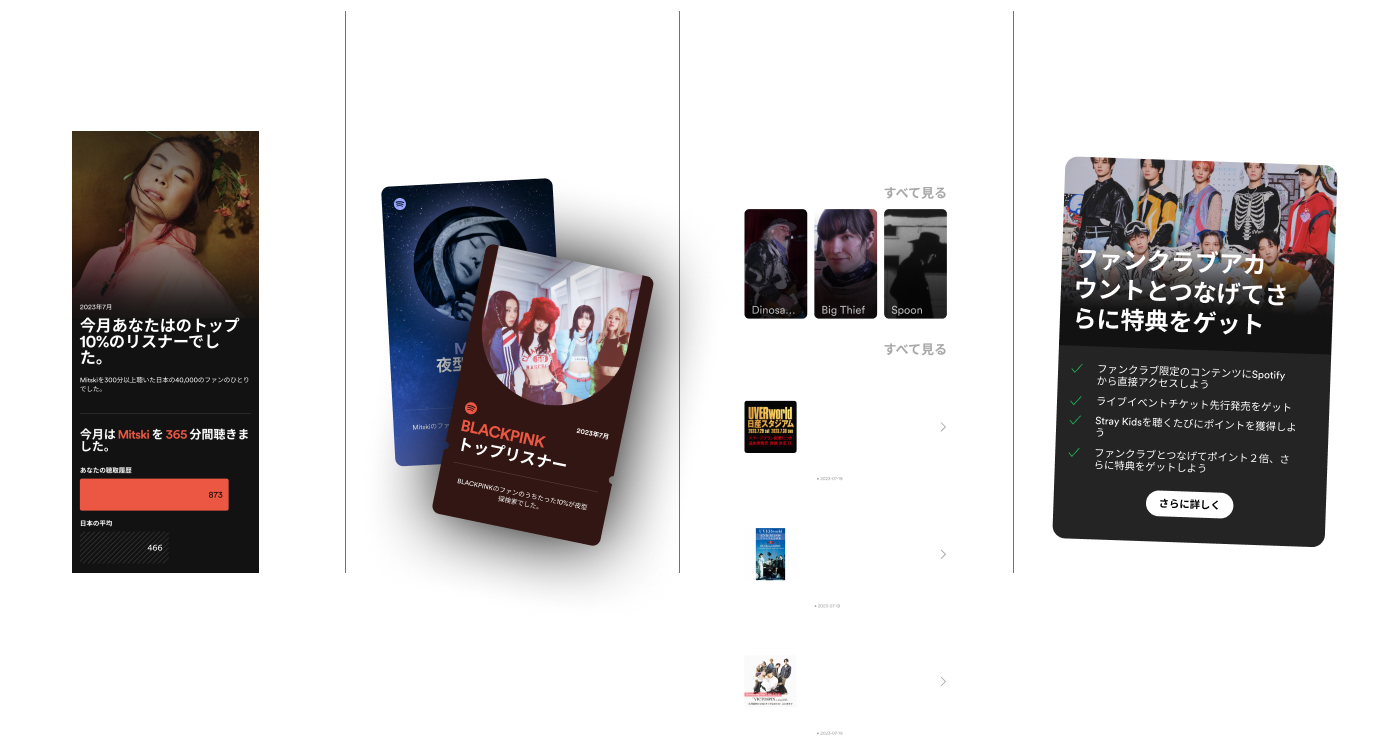 2023年7月
今月あなたはのトップ
10%のリスナーでし
た。
Mitskiを300分以上聴いた日本の40,000のファンのひとり
でした。
今月は Mitski を 365 分間聴きま
した。
あなたの聴取履歴
873
日本の平均
466
M
夜型
Mitskiのファ
BLACKPINK
2023年7月
トップリスナー
BLACKPINKのファンのうちたった10%が夜型
探検家でした。
すべて見る
Dinosa...
Big Thief
Spoon
すべて見る
UVERworld
日産スタジアム
2023-07-19
2023-07-19
2023-07-19
ファンクラブアカ
ウントとつなげてさ
らに特典をゲット
ファンクラブ限定のコンテンツにSpotify
から直接アクセスしよう
ライブイベントチケット先行発売をゲット
Stray Kidsを聴くたびにポイントを獲得しよ
う
ファンクラブとつなげてポイント２倍、さ
らに特典をゲットしよう
さらに詳しく